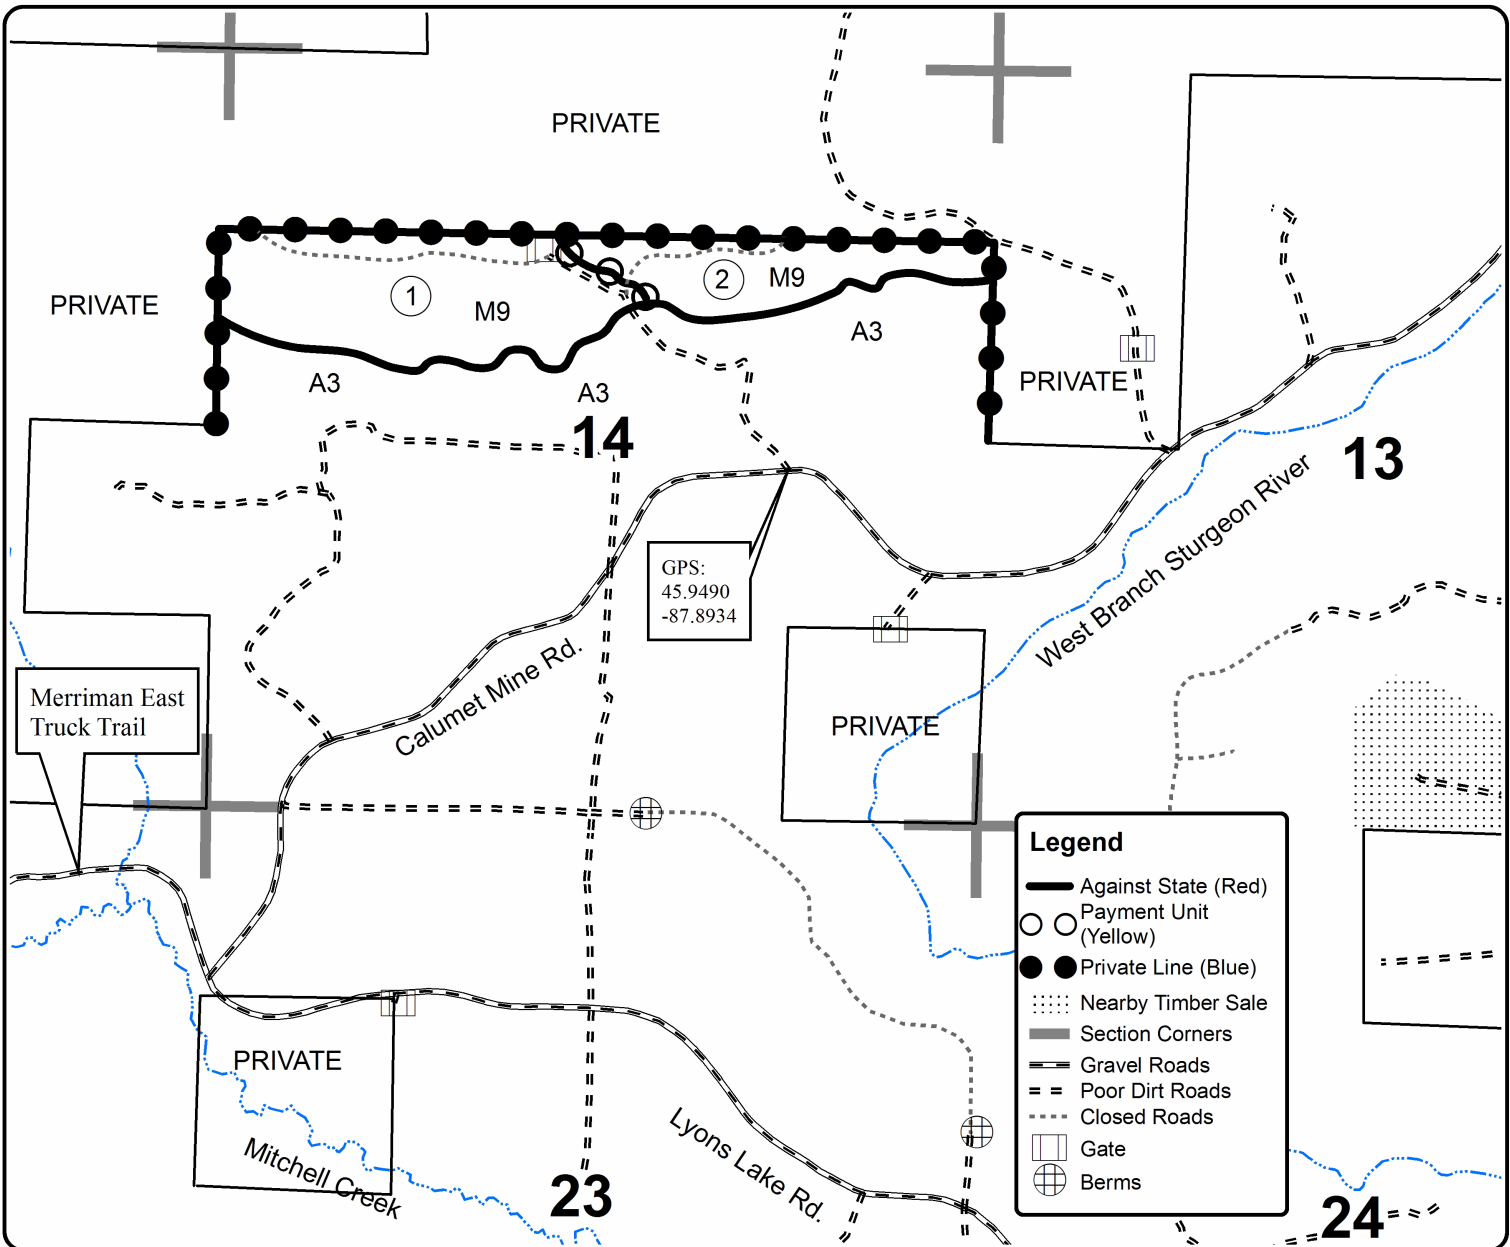 PRIVATE
PRIVATE
1
M9
2
M9
A3
A3
A3
PRIVATE
14
13
GPS:
45.9490
-87.8934
West Branch Sturgeon River
Calumet Mine Rd.
Merriman East
Truck Trail
PRIVATE
PRIVATE
Mitchell Creek
Lyons Lake Rd.
23
24
Legend
Against State (Red)
Payment Unit
(Yellow)
Private Line (Blue)
Nearby Timber Sale
Section Corners
Gravel Roads
Poor Dirt Roads
Closed Roads
Gate
Berms